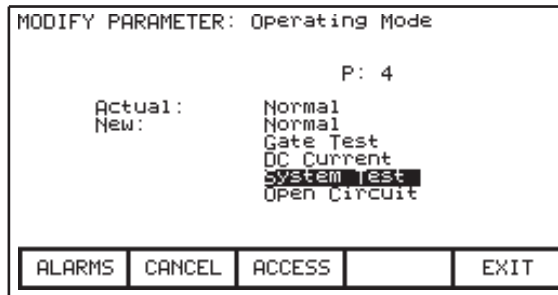 MODIFY PARAMETER: Operating Mode
P: 4
Actual: Normal
New: Normal
Gate Test
DC Current
System Test
Open Circuit
ALARMS CANCEL ACCESS EXIT